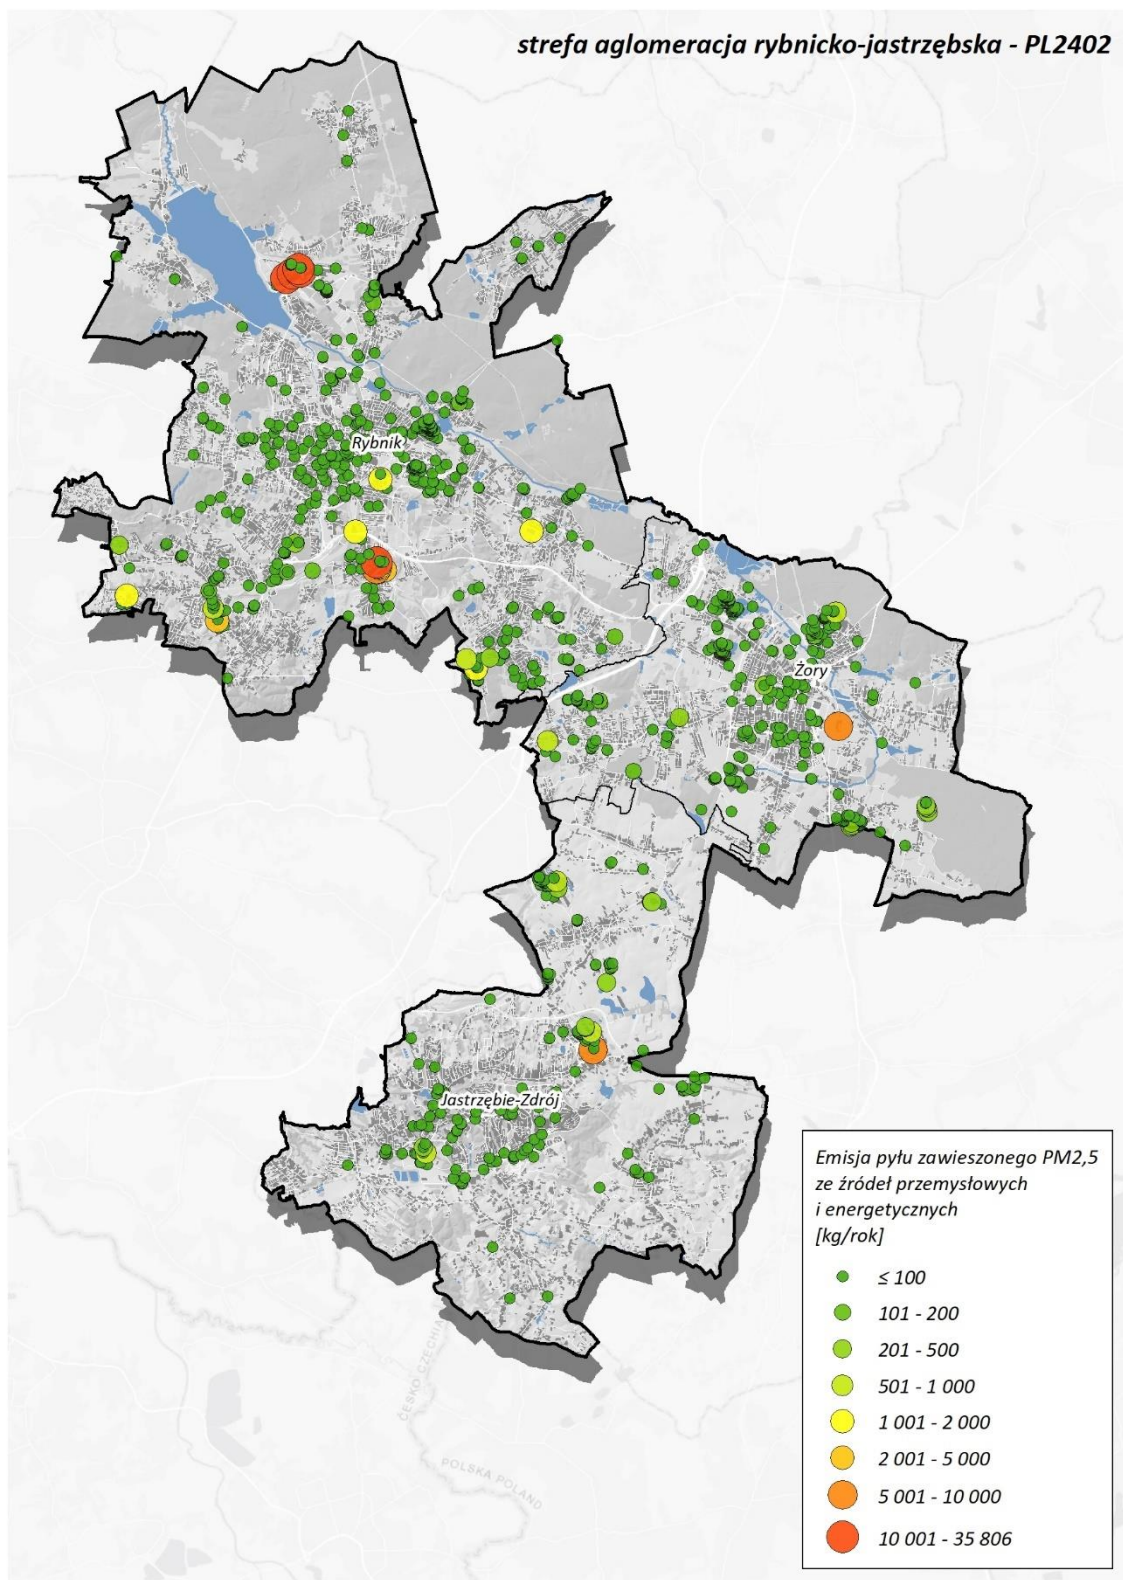 strefa aglomeracja rybnicko-jastrzębska - PL2402
Rybnik
Żory
Jastrzębie-Zdrój
Emisja pyłu zawieszonego PM2,5
ze źródeł przemysłowych
i energetycznych
[kg/rok]
≤ 100
101 - 200
201 - 500
501 - 1 000
1 001 - 2 000
2 001 - 5 000
5 001 - 10 000
10 001 - 35 806
ČESKO CZECHIA
POLSKA POLAND